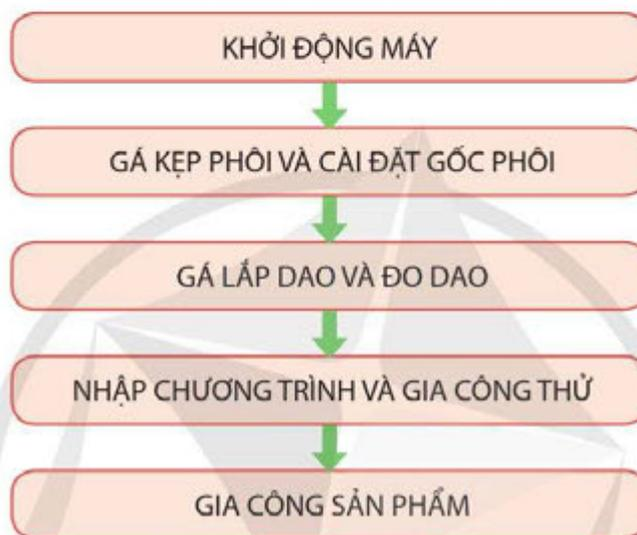 KHỞI ĐỘNG MÁY
GÁ KẸP PHÔI VÀ CÀI ĐẶT GỐC PHÔI
GÁ LẮP DAO VÀ ĐO DAO
NHẬP CHƯƠNG TRÌNH VÀ GIA CÔNG THỬ
GIA CÔNG SẢN PHẨM